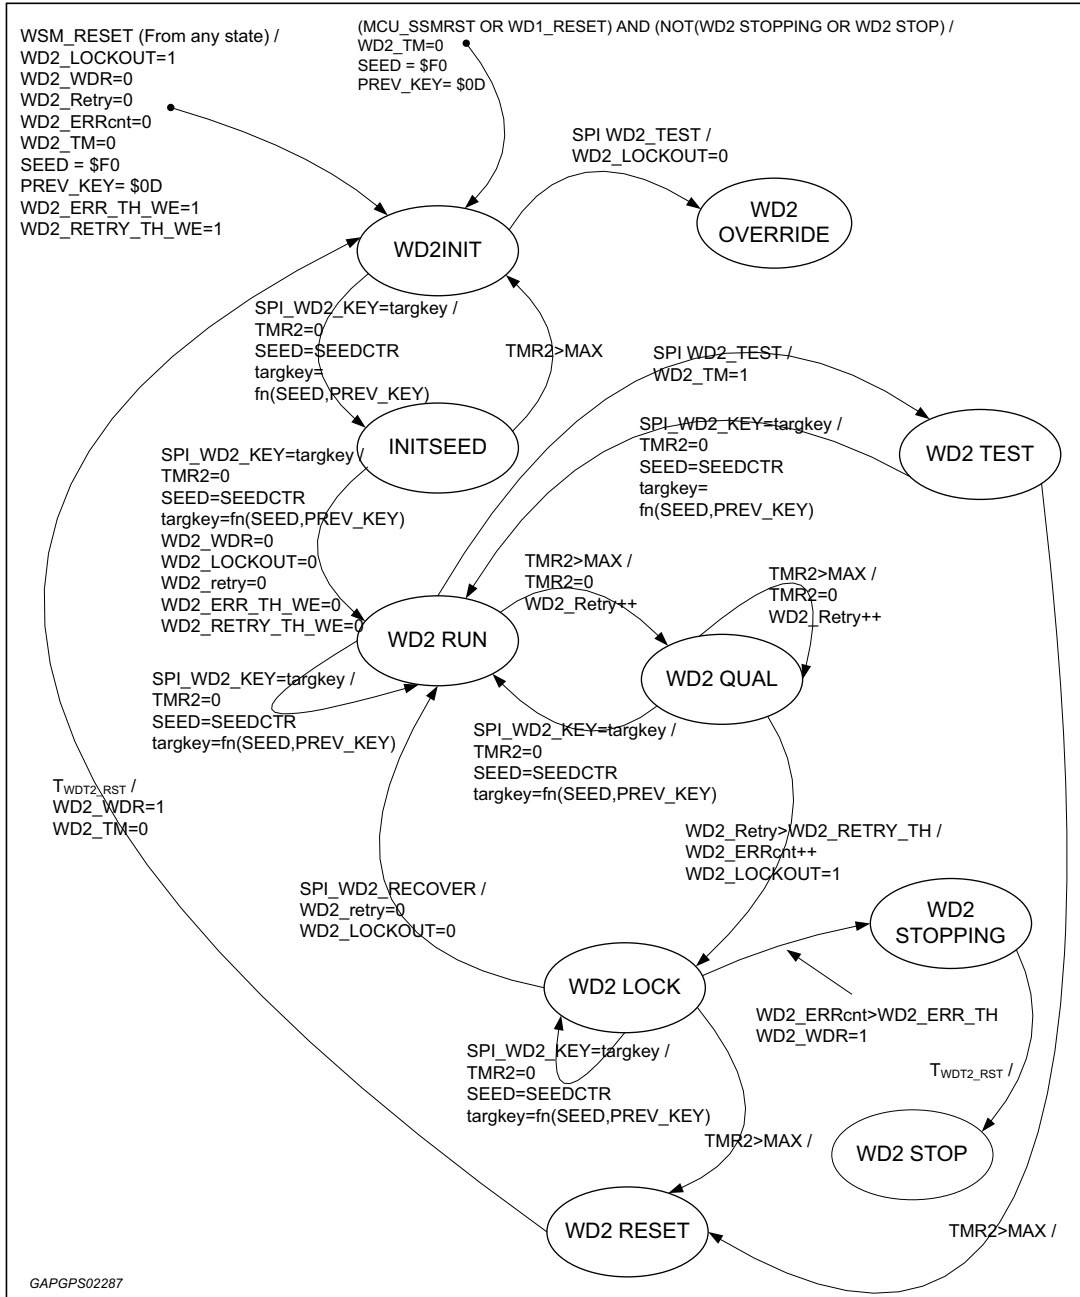 WSM_RESET (From any state) /
WD2_LOCKOUT=1
WD2_WDR=0
WD2_Retry=0
WD2_ERRcnt=0
WD2_TM=0
SEED = $F0
PREV_KEY= $0D
WD2_ERR_TH_WE=1
WD2_RETRY_TH_WE=1
(MCU_SSMRST OR WD1_RESET) AND (NOT(WD2 STOPPING OR WD2 STOP) /
WD2_TM=0
SEED = $F0
PREV_KEY= $0D
SPI WD2_TEST /
WD2_LOCKOUT=0
WD2
OVERRIDE
WD2INIT
SPI_WD2_KEY=targkey /
TMR2=0
SEED=SEEDCTR
targkey=
fn(SEED,PREV_KEY)
TMR2>MAX
SPI WD2_TEST /
WD2_TM=1
INITSEED
SPI_WD2_KEY=targkey /
TMR2=0
SEED=SEEDCTR
targkey=
fn(SEED,PREV_KEY)
WD2 TEST
SPI_WD2_KEY=targkey /
TMR2=0
SEED=SEEDCTR
targkey=fn(SEED,PREV_KEY)
WD2_WDR=0
WD2_LOCKOUT=0
WD2_retry=0
WD2_ERR_TH_WE=0
WD2_RETRY_TH_WE=0
TMR2>MAX /
TMR2=0
WD2_Retry++
TMR2>MAX /
TMR2=0
WD2_Retry++
WD2 RUN
WD2 QUAL
SPI_WD2_KEY=targkey /
TMR2=0
SEED=SEEDCTR
targkey=fn(SEED,PREV_KEY)
SPI_WD2_KEY=targkey /
TMR2=0
SEED=SEEDCTR
targkey=fn(SEED,PREV_KEY)
TWDT2_RST /
WD2_WDR=1
WD2_TM=0
WD2_Retry>WD2_RETRY_TH /
WD2_ERRcnt++
WD2_LOCKOUT=1
SPI_WD2_RECOVER /
WD2_retry=0
WD2_LOCKOUT=0
WD2
STOPPING
WD2 LOCK
WD2_ERRcnt>WD2_ERR_TH
WD2_WDR=1
SPI_WD2_KEY=targkey /
TMR2=0
SEED=SEEDCTR
targkey=fn(SEED,PREV_KEY)
TWDT2_RST /
TMR2>MAX /
WD2 STOP
WD2 RESET
TMR2>MAX /
GAPGPS02287